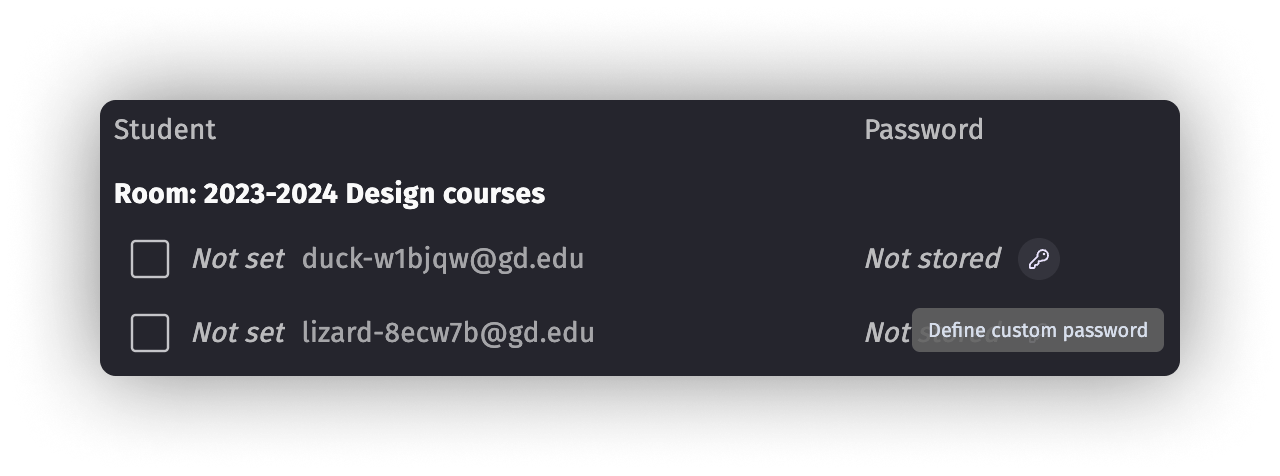 Student Password
Room: 2023-2024 Design courses
Not set duck-w1bjqw@gd.edu Not stored
Not set lizard-8ecw7b@gd.edu Not stored
Define custom password